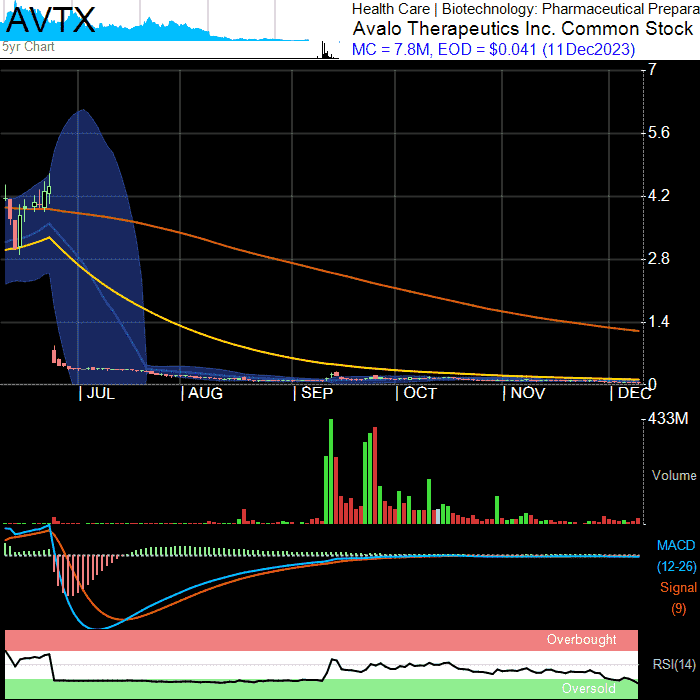 AVTX
5yr Chart
Health Care | Biotechnology: Pharmaceutical Prepara
Avalo Therapeutics Inc. Common Stock
MC = 7.8M, EOD = $0.041 (11Dec2023)
7
5.6
4.2
2.8
1.4
0
JUL
AUG
SEP
OCT
NOV
DEC
433M
Volume
MACD
(12-26)
Signal
(9)
Overbought
RSI(14)
Oversold